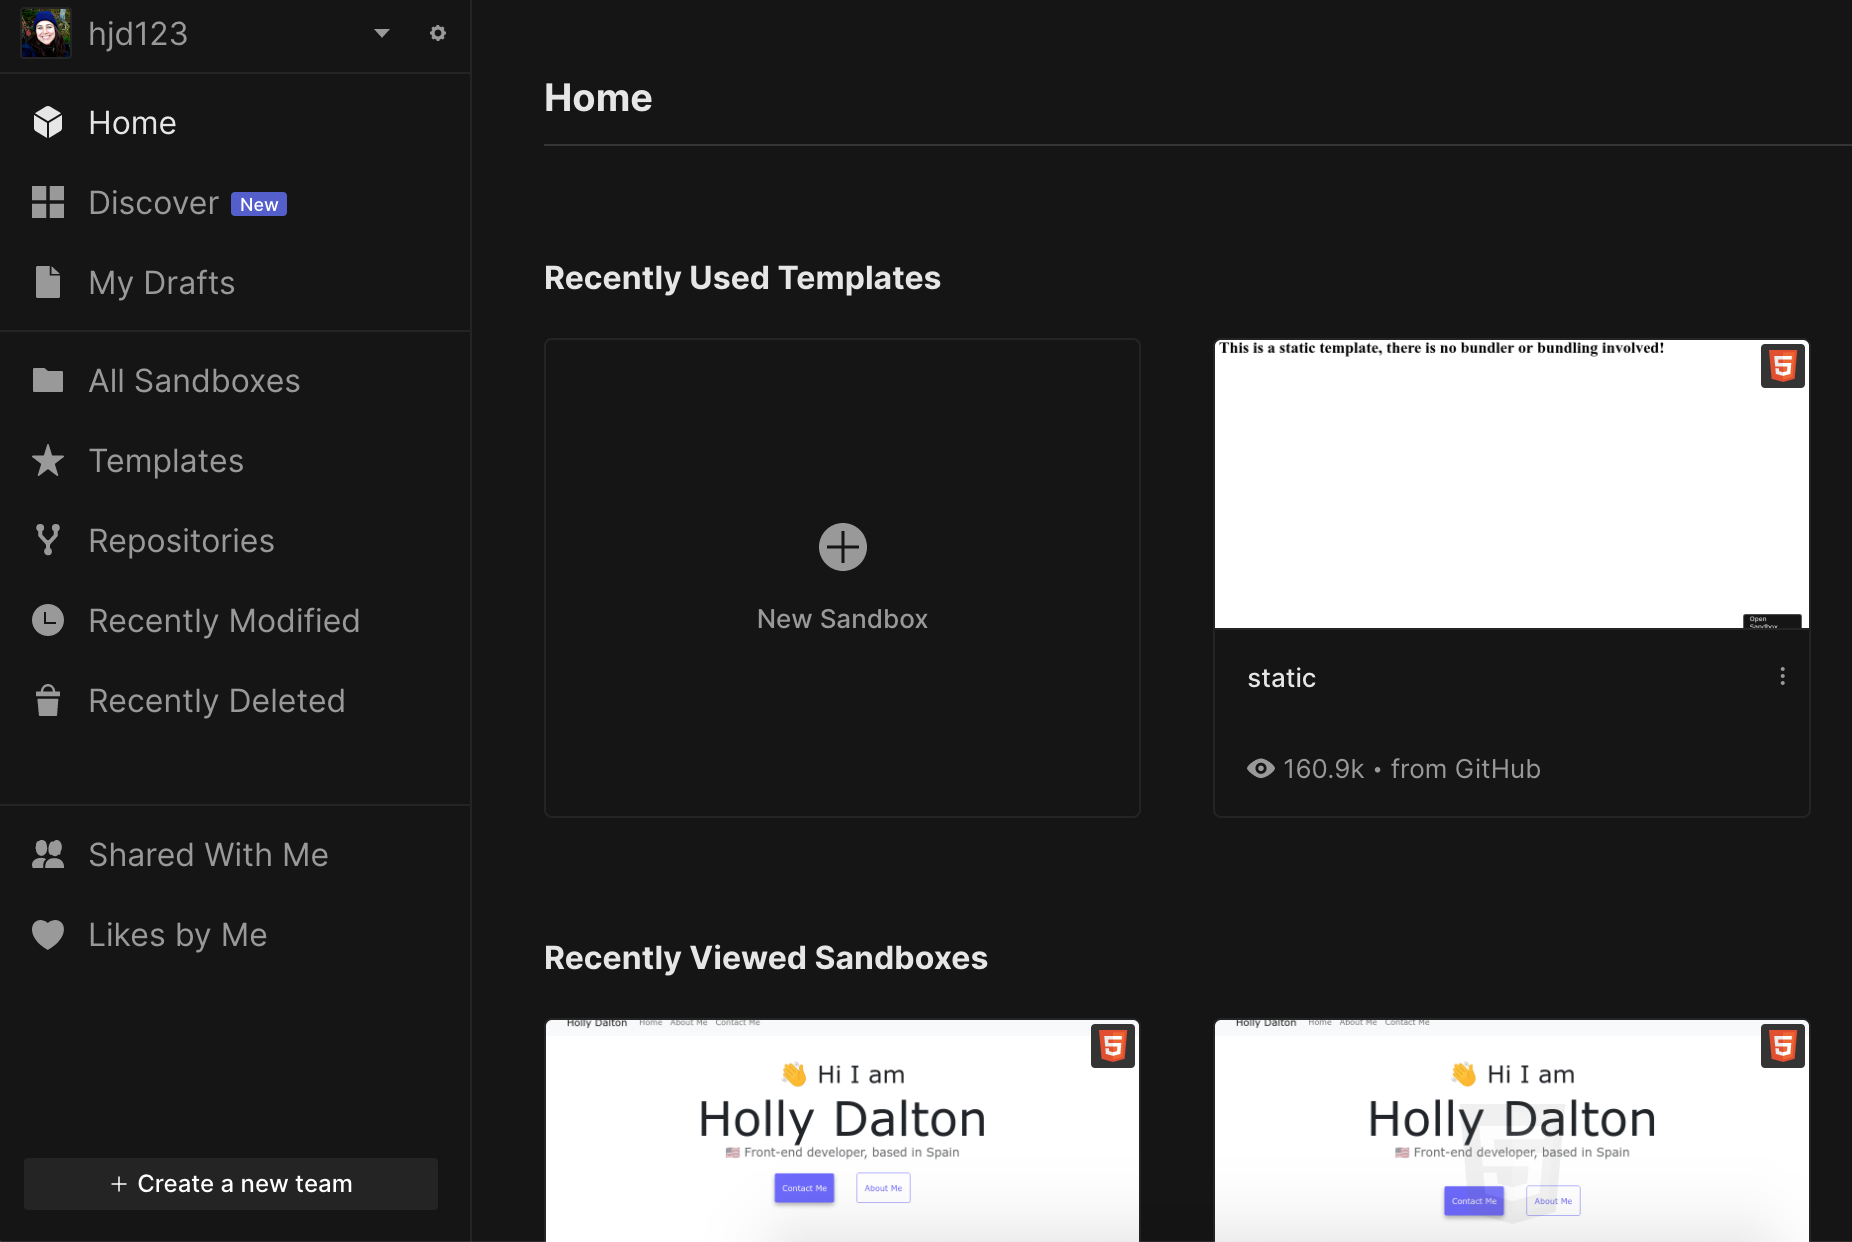 hjd123
Home
Discover New
My Drafts
All Sandboxes
Templates
Repositories
Recently Modified
Recently Deleted
Shared With Me
Likes by Me
+ Create a new team
Home
Recently Used Templates
New Sandbox
This is a static template, there is no bundler or bundling involved!
Open
Sandbox
static
160.9k • from GitHub
Recently Viewed Sandboxes
Holly Dalton Home About Me Contact Me
👋 Hi I am
Holly Dalton
🇺🇸 Front-end developer, based in Spain
Contact Me About Me
Holly Dalton Home About Me Contact Me
👋 Hi I am
Holly Dalton
🇺🇸 Front-end developer, based in Spain
Contact Me About Me